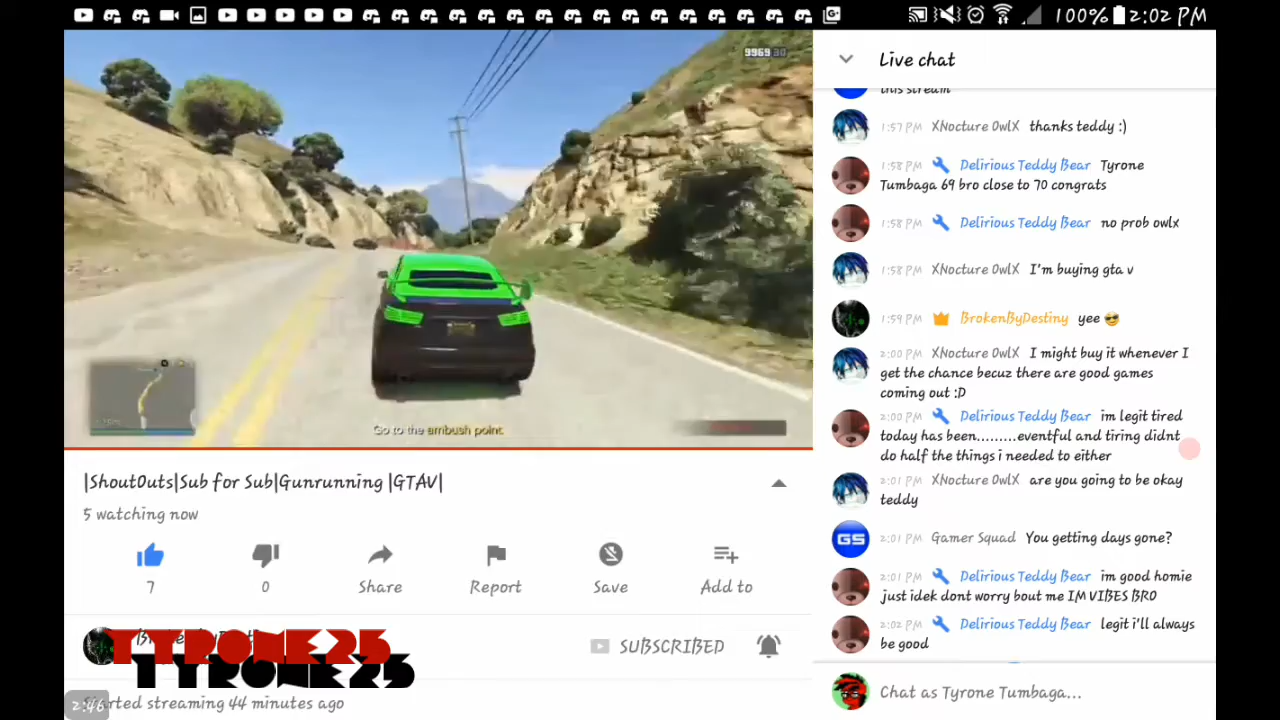 100% 2:02 PM
9969
Go to the ambush point.
|ShoutOuts|Sub for Sub|Gunrunning |GTAV|
5 watching now
7
0
Share
Report
Save
Add to
TYRONE25
TYRONE25
SUBSCRIBED
Started streaming 44 minutes ago
2:46
Live chat
this stream
1:57 PM XNocture OwlX thanks teddy :)
1:58 PM Delirious Teddy Bear Tyrone
Tumbaga 69 bro close to 70 congrats
1:58 PM Delirious Teddy Bear no prob owlx
1:58 PM XNocture OwlX I'm buying gta v
1:59 PM BrokenByDestiny yee 😎
2:00 PM XNocture OwlX I might buy it whenever I
get the chance becuz there are good games
coming out :D
2:00 PM Delirious Teddy Bear im legit tired
today has been.........eventful and tiring didnt
do half the things i needed to either
2:01 PM XNocture OwlX are you going to be okay
teddy
GS
2:01 PM Gamer Squad You getting days gone?
2:01 PM Delirious Teddy Bear im good homie
just idek dont worry bout me IM VIBES BRO
2:02 PM Delirious Teddy Bear legit i'll always
be good
Chat as Tyrone Tumbaga...